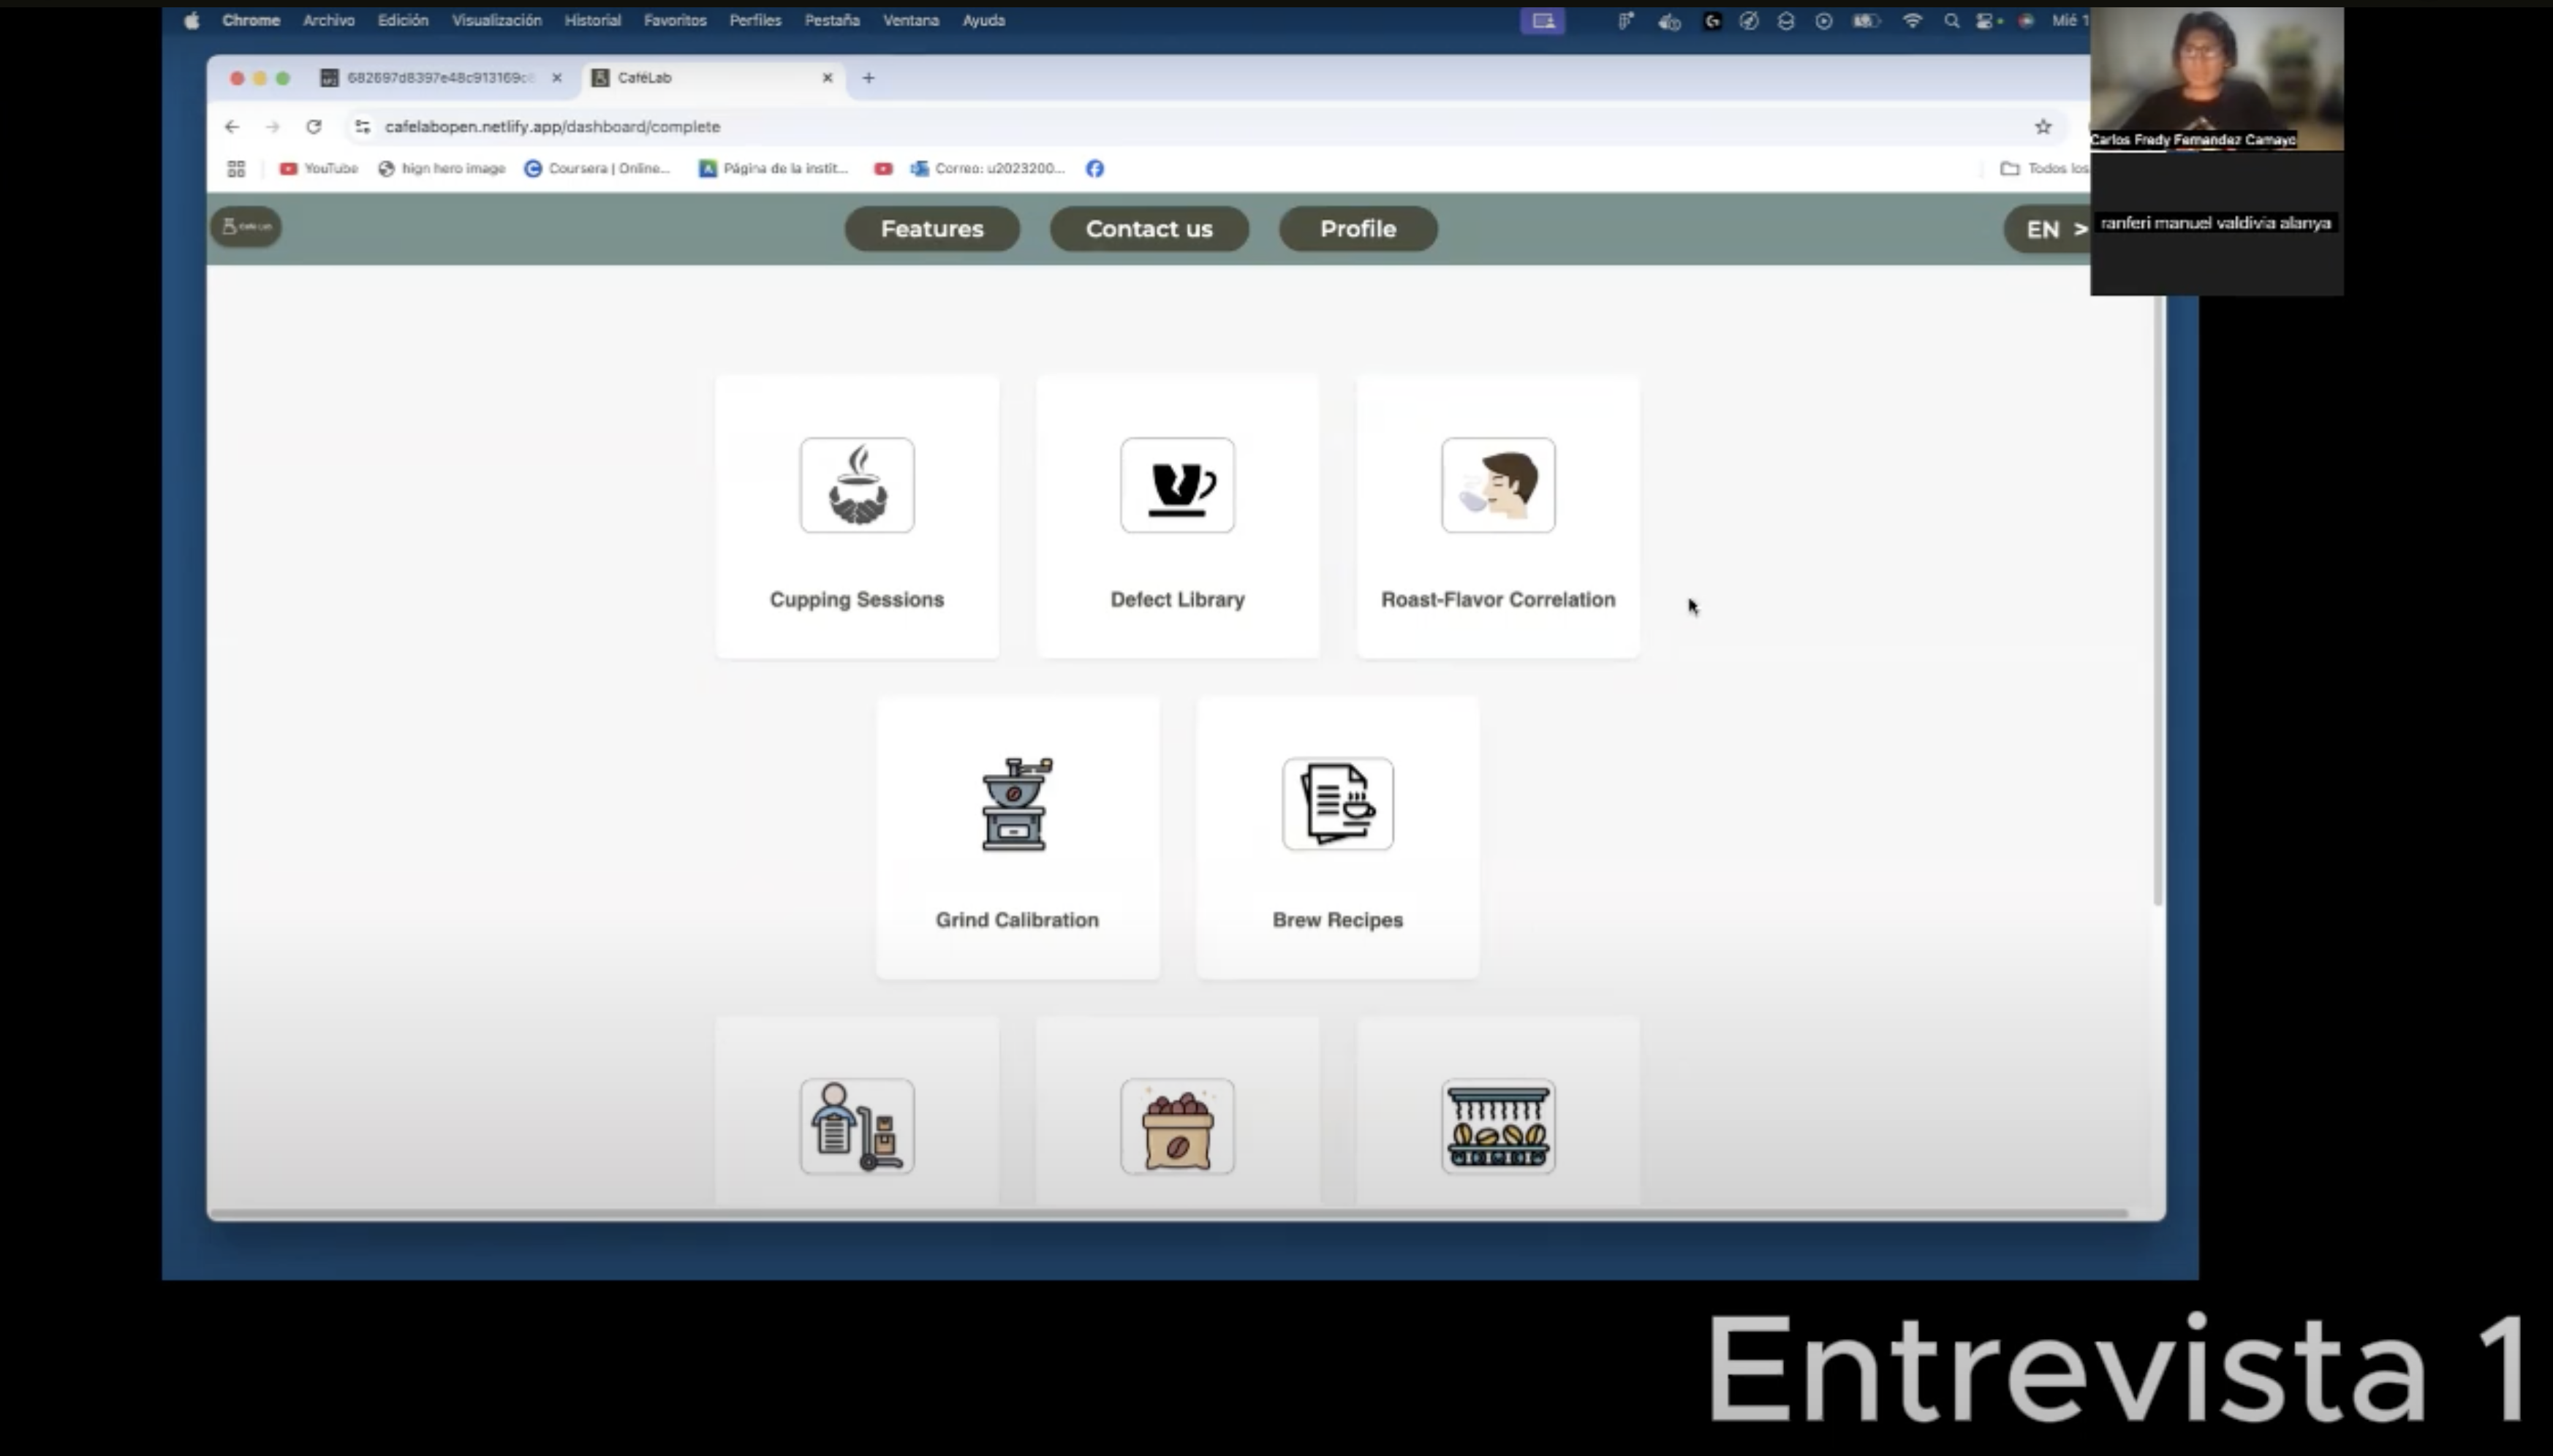 Chrome Archivo Edición Visualización Historial Favoritos Perfiles Pestaña Ventana Ayuda Mié 1
CaféLab
cafelabopen.netlify.app/dashboard/complete
YouTube hign hero image Coursera | Online... Página de la instit... Correo: u2023200... Todos los
Carlos Fredy Fernandez Camayo
ranferi manuel valdivia alanya
Café Lab Features Contact us Profile EN >
Cupping Sessions Defect Library Roast-Flavor Correlation
Grind Calibration Brew Recipes
Entrevista 1